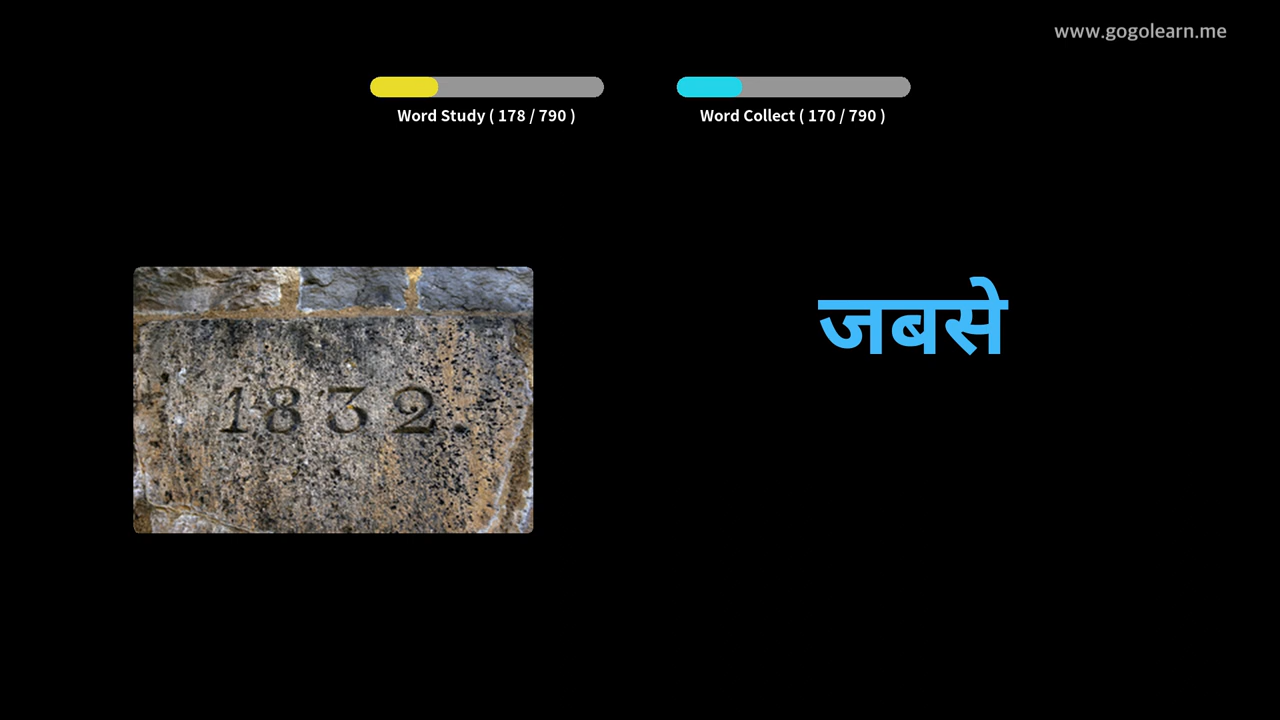 www.gogolearn.me
Word Study ( 178 / 790 )
Word Collect ( 170 / 790 )
जबसे
1832.